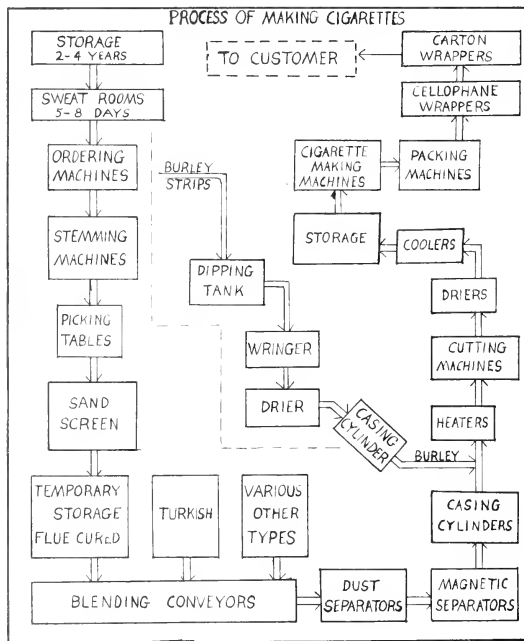 PROCESS OF MAKING CIGARETTES
STORAGE
2-4 YEARS
SWEAT ROOMS
5-8 DAYS
ORDERING
MACHINES
STEMMING
MACHINES
PICKING
TABLES
SAND
SCREEN
TEMPORARY
STORAGE
FLUE CURED
TURKISH
VARIOUS
OTHER
TYPES
BLENDING CONVEYORS
DUST
SEPARATORS
MAGNETIC
SEPARATORS
CASING
CYLINDERS
BURLEY
STRIPS
DIPPING
TANK
WRINGER
DRIER
CASING
CYLINDER
BURLEY
HEATERS
CUTTING
MACHINES
DRIERS
COOLERS
STORAGE
CIGARETTE
MAKING
MACHINES
PACKING
MACHINES
CELLOPHANE
WRAPPERS
CARTON
WRAPPERS
TO CUSTOMER